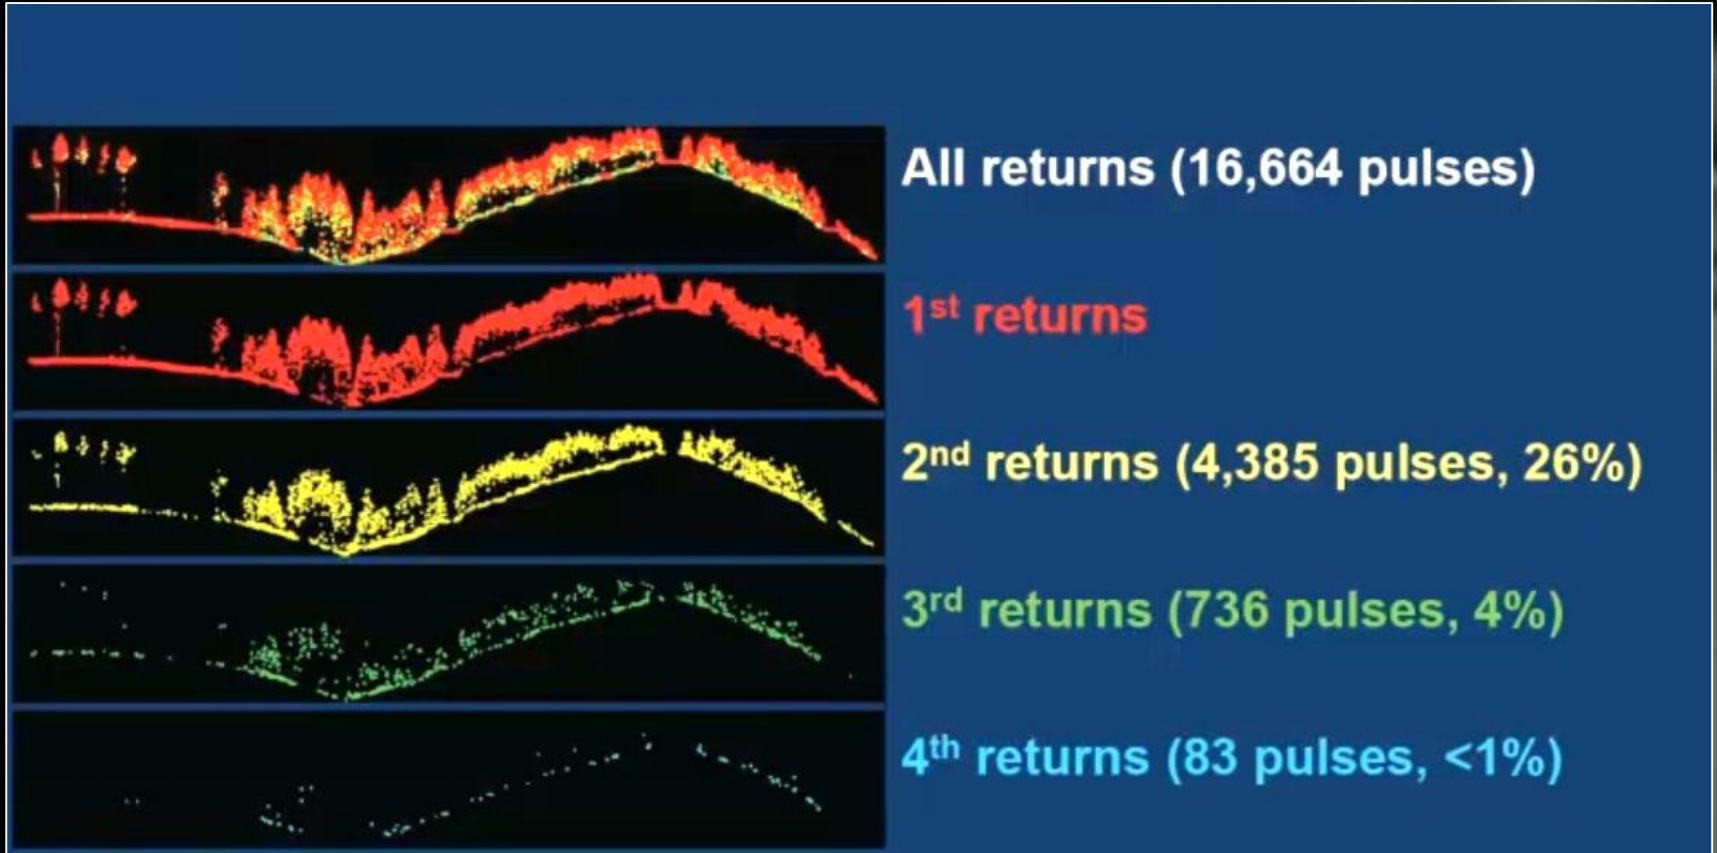 All returns (16,664 pulses)
1st returns
2nd returns (4,385 pulses, 26%)
3rd returns (736 pulses, 4%)
4th returns (83 pulses, <1%)